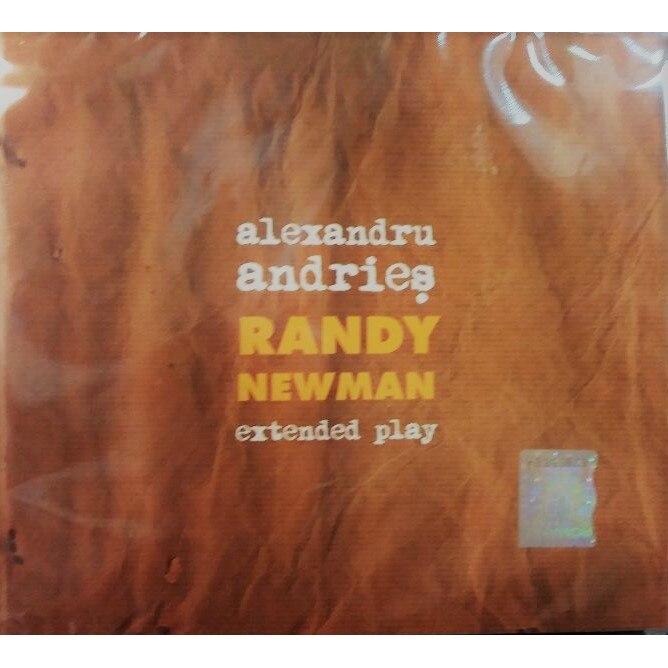 alexandru
andrieș
RANDY
NEWMAN
extended play